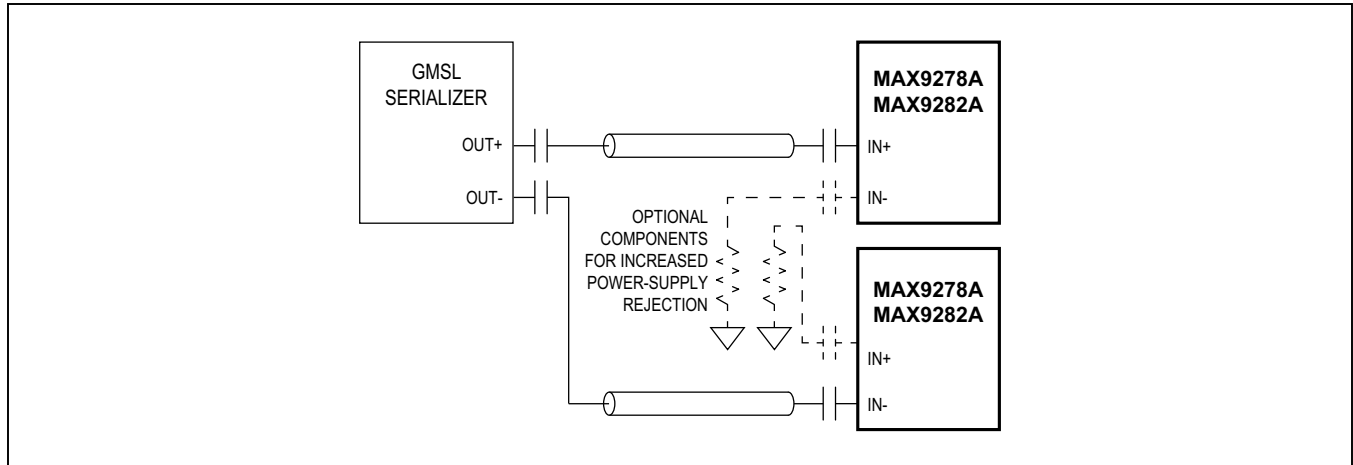 GMSL
SERIALIZER
OUT+
OUT-
MAX9278A
MAX9282A
IN+
IN-
OPTIONAL
COMPONENTS
FOR INCREASED
POWER-SUPPLY
REJECTION
MAX9278A
MAX9282A
IN+
IN-